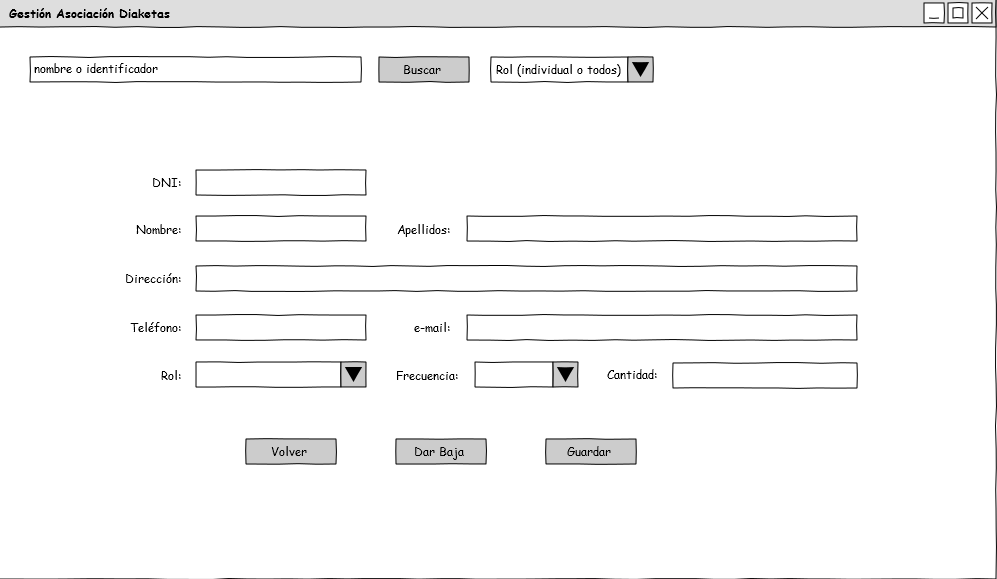 Gestión Asociación Diaketas
nombre o identificador Buscar Rol (individual o todos)
DNI:
Nombre: Apellidos:
Dirección:
Teléfono: e-mail:
Rol: Frecuencia: Cantidad:
Volver Dar Baja Guardar